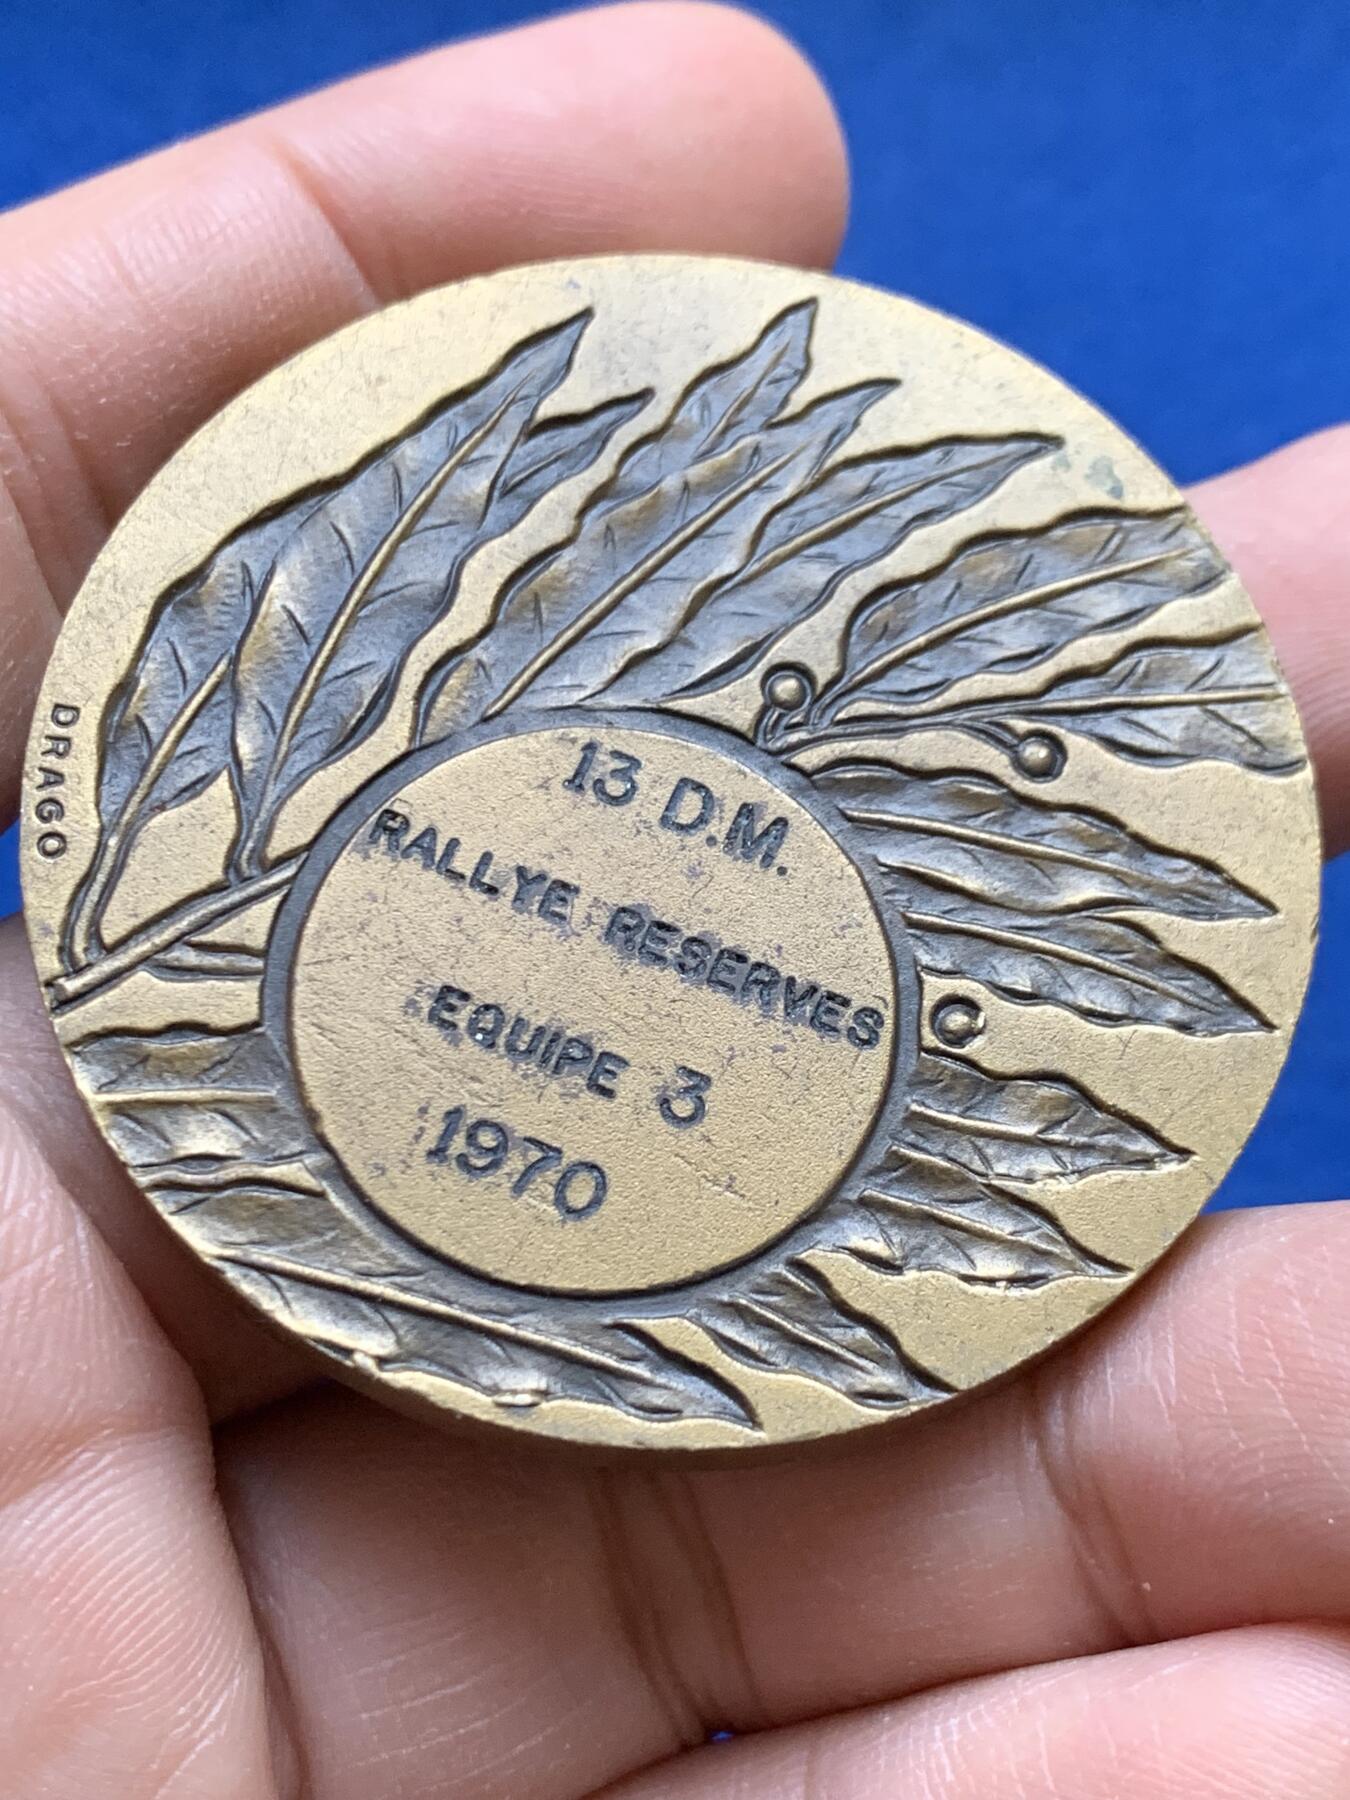 13 D.M.
RALLYE RESERVES
EQUIPE 3
1970
DRAGO